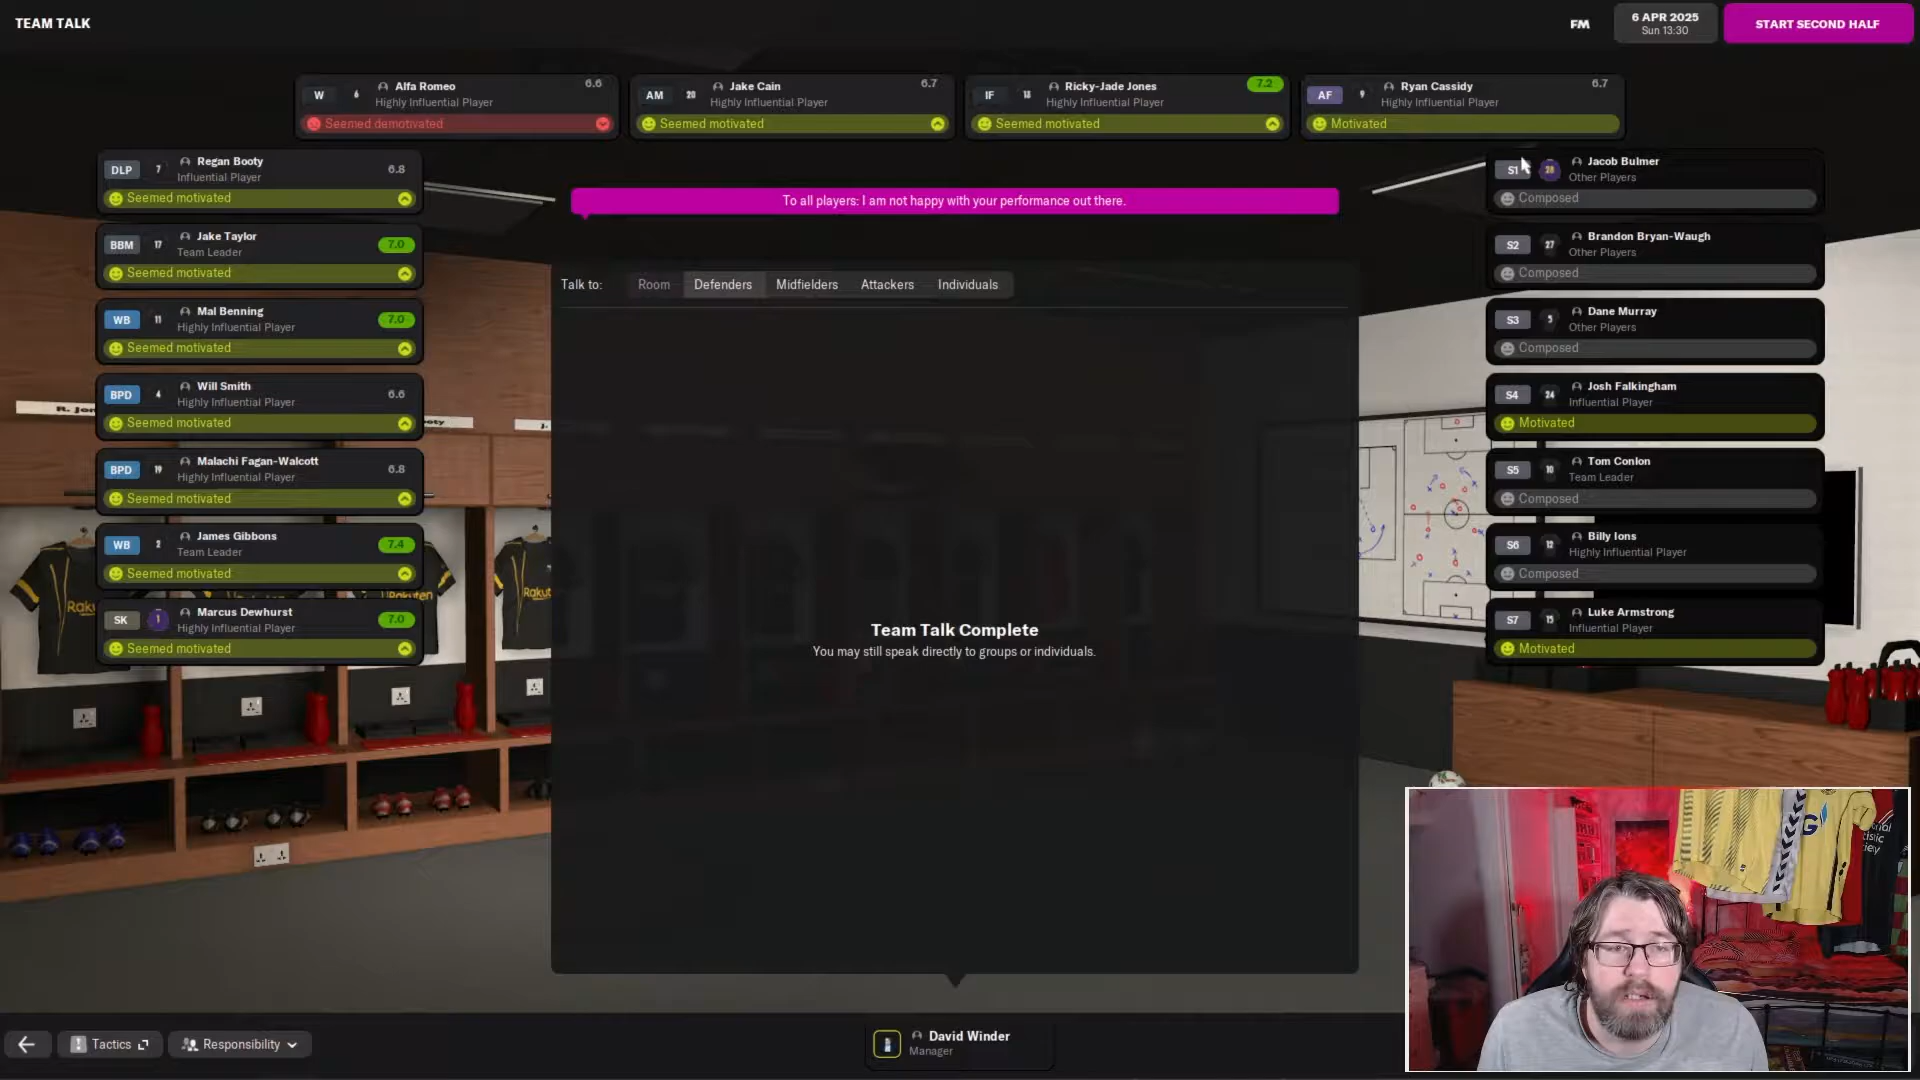 TEAM TALK
FM
6 APR 2025
Sun 13:30
START SECOND HALF
W 6 Alfa Romeo 6.6
Highly Influential Player
Seemed demotivated
AM 20 Jake Cain 6.7
Highly Influential Player
Seemed motivated
IF 18 Ricky-Jade Jones 7.2
Highly Influential Player
Seemed motivated
AF 9 Ryan Cassidy 6.7
Highly Influential Player
Motivated
DLP 7 Regan Booty 6.8
Influential Player
Seemed motivated
BBM 17 Jake Taylor 7.0
Team Leader
Seemed motivated
WB 11 Mal Benning 7.0
Highly Influential Player
Seemed motivated
BPD 4 Will Smith 6.6
Highly Influential Player
Seemed motivated
BPD 19 Malachi Fagan-Walcott 6.8
Highly Influential Player
Seemed motivated
WB 2 James Gibbons 7.4
Team Leader
Seemed motivated
SK 1 Marcus Dewhurst 7.0
Highly Influential Player
Seemed motivated
To all players: I am not happy with your performance out there.
Talk to: Room Defenders Midfielders Attackers Individuals
Team Talk Complete
You may still speak directly to groups or individuals.
S1 28 Jacob Bulmer
Other Players
Composed
S2 27 Brandon Bryan-Waugh
Other Players
Composed
S3 5 Dane Murray
Other Players
Composed
S4 24 Josh Falkingham
Influential Player
Motivated
S5 10 Tom Conlon
Team Leader
Composed
S6 12 Billy Ions
Highly Influential Player
Composed
S7 15 Luke Armstrong
Influential Player
Motivated
Tactics
Responsibility
David Winder
Manager